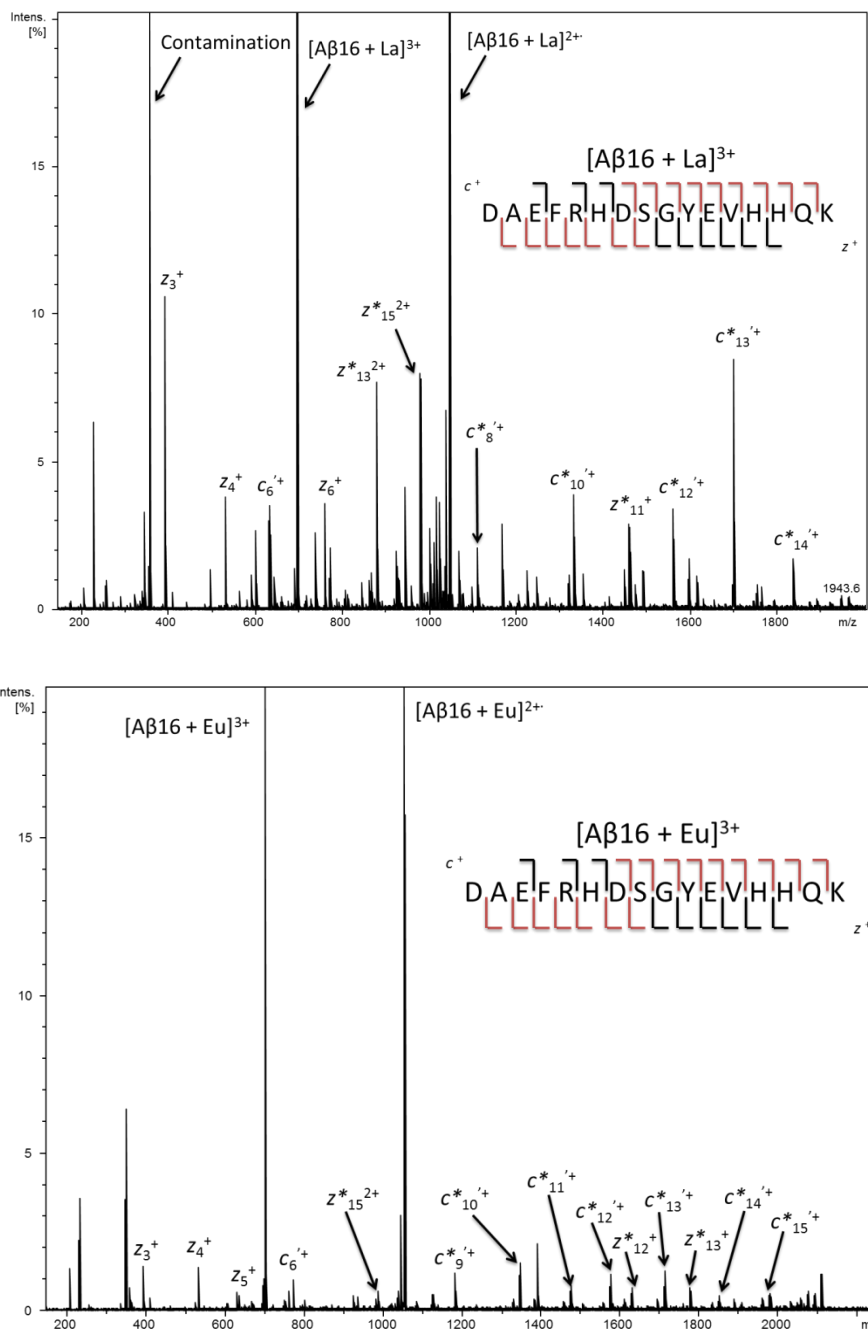 Intens.
[%]
Contamination
[Aβ16 + La]³⁺
[Aβ16 + La]²⁺·
15
[Aβ16 + La]³⁺
c⁺
DAEFRHDSGYEVHHQK
z⁺
z₃⁺
10
z*₁₅²⁺
z*₁₃²⁺
c*₁₃'⁺
c*₈'⁺
5
z₄⁺
c₆'⁺
z₆⁺
c*₁₀'⁺
z*₁₁⁺
c*₁₂'⁺
c*₁₄'⁺
1943.6
0
200 400 600 800 1000 1200 1400 1600 1800 m/z
ntens.
[%]
[Aβ16 + Eu]³⁺
[Aβ16 + Eu]²⁺·
15
[Aβ16 + Eu]³⁺
c⁺
DAEFRHDSGYEVHHQK
z⁺
10
5
z*₁₅²⁺
c*₁₀'⁺
c*₁₁'⁺
c*₁₂'⁺
c*₁₃'⁺
c*₁₄'⁺
c*₁₅'⁺
z₃⁺
z₄⁺
z₅⁺
c₆'⁺
c*₉'⁺
z*₁₂⁺
z*₁₃⁺
0
200 400 600 800 1000 1200 1400 1600 1800 2000 m